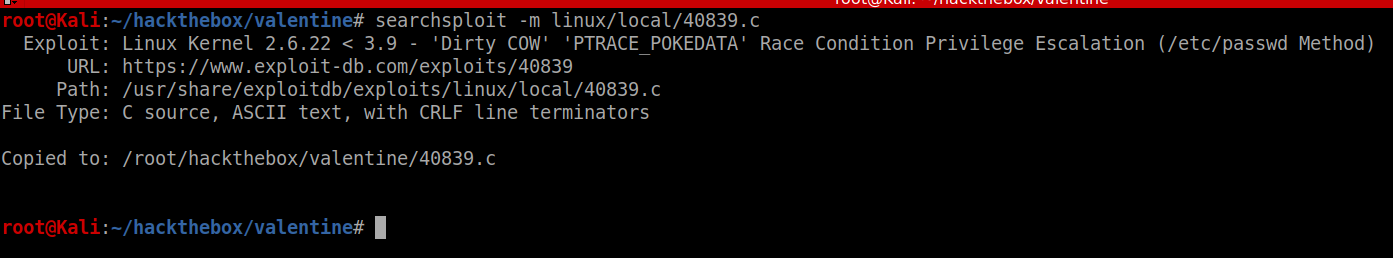 root@Kali: ~/hackthebox/valentine
root@Kali:~/hackthebox/valentine# searchsploit -m linux/local/40839.c
Exploit: Linux Kernel 2.6.22 < 3.9 - 'Dirty COW' 'PTRACE_POKEDATA' Race Condition Privilege Escalation (/etc/passwd Method)
URL: https://www.exploit-db.com/exploits/40839
Path: /usr/share/exploitdb/exploits/linux/local/40839.c
File Type: C source, ASCII text, with CRLF line terminators
Copied to: /root/hackthebox/valentine/40839.c
root@Kali:~/hackthebox/valentine#